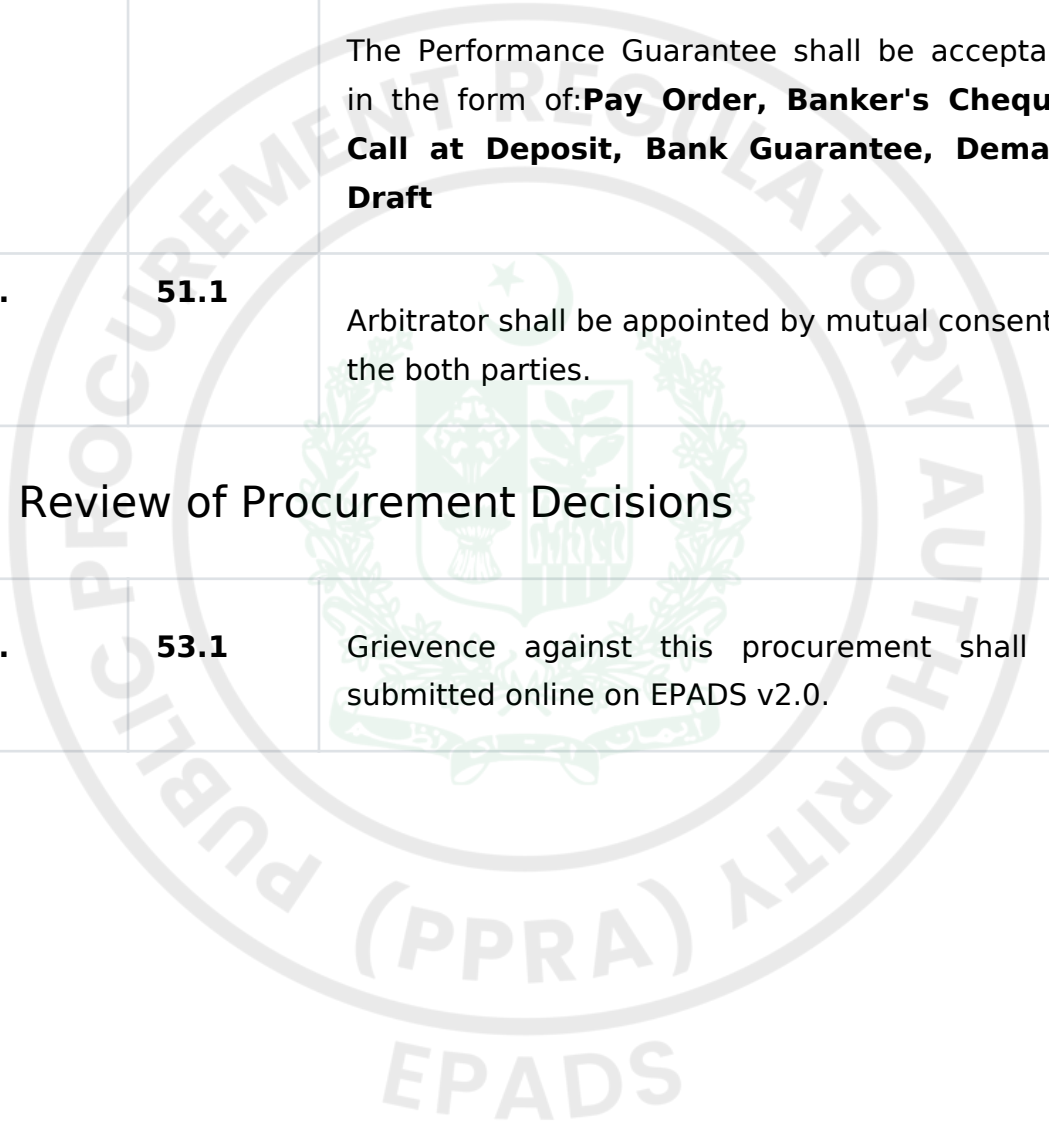 The Performance Guarantee shall be accepta
in the form of:Pay Order, Banker's Chequ
Call at Deposit, Bank Guarantee, Dema
Draft
. 51.1
Arbitrator shall be appointed by mutual consent
the both parties.
Review of Procurement Decisions
. 53.1 Grievence against this procurement shall
submitted online on EPADS v2.0.
PUBLIC PROCUREMENT REGULATORY AUTHORITY
(PPRA)
EPADS